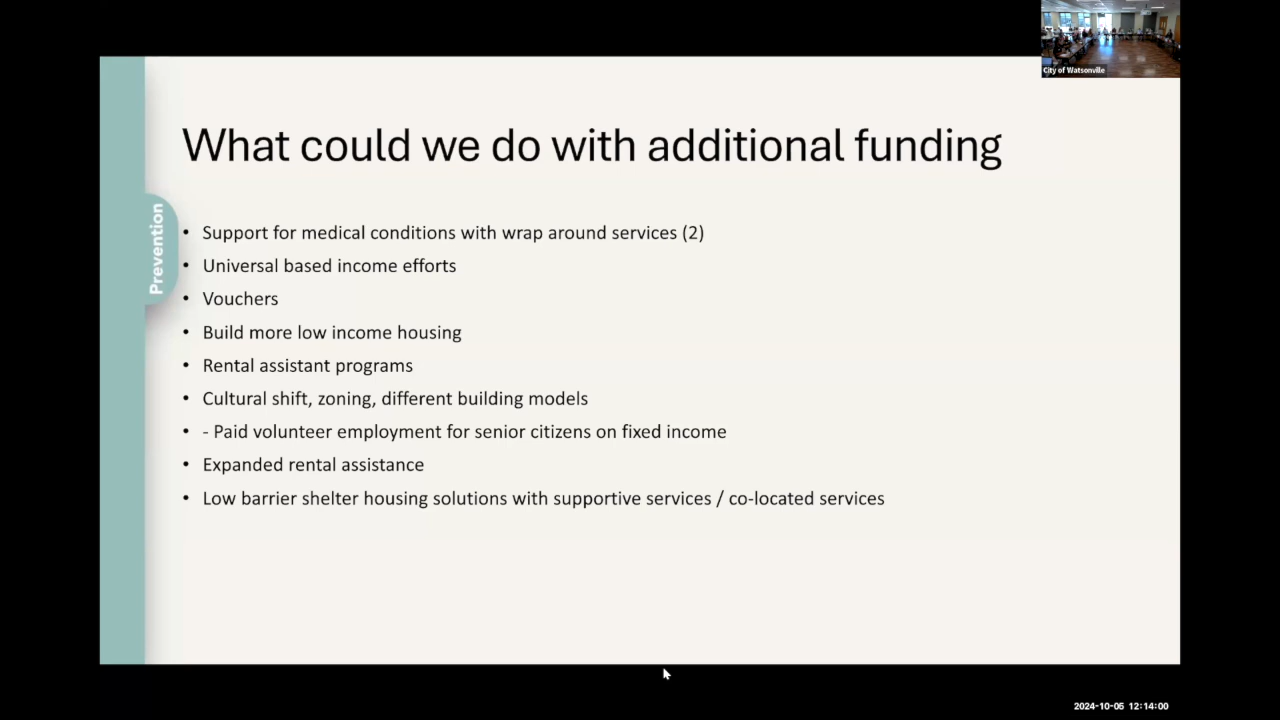 City of Watsonville
What could we do with additional funding
Prevention
• Support for medical conditions with wrap around services (2)
• Universal based income efforts
• Vouchers
• Build more low income housing
• Rental assistant programs
• Cultural shift, zoning, different building models
• - Paid volunteer employment for senior citizens on fixed income
• Expanded rental assistance
• Low barrier shelter housing solutions with supportive services / co-located services
2024-10-05 12:14:00